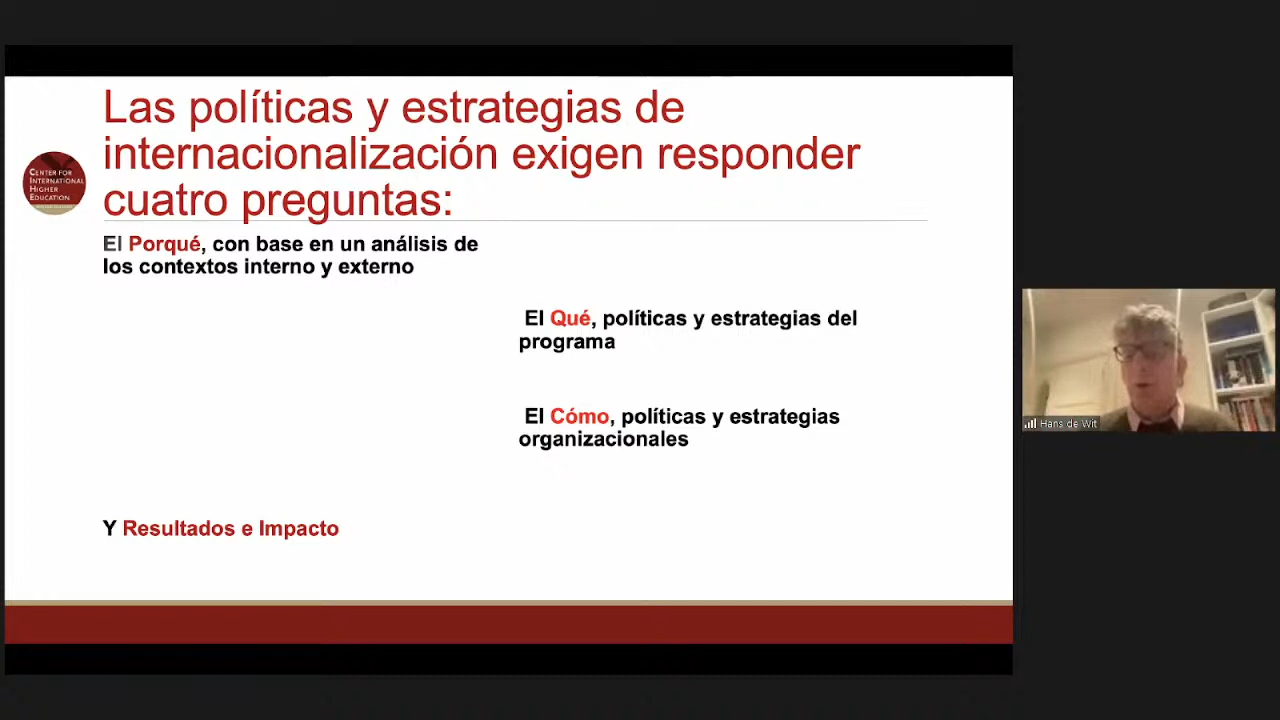 Las políticas y estrategias de
internacionalización exigen responder
cuatro preguntas:
CENTER FOR
INTERNATIONAL
HIGHER
EDUCATION
El Porqué, con base en un análisis de
los contextos interno y externo
El Qué, políticas y estrategias del
programa
El Cómo, políticas y estrategias
organizacionales
Y Resultados e Impacto
Hans de Wit